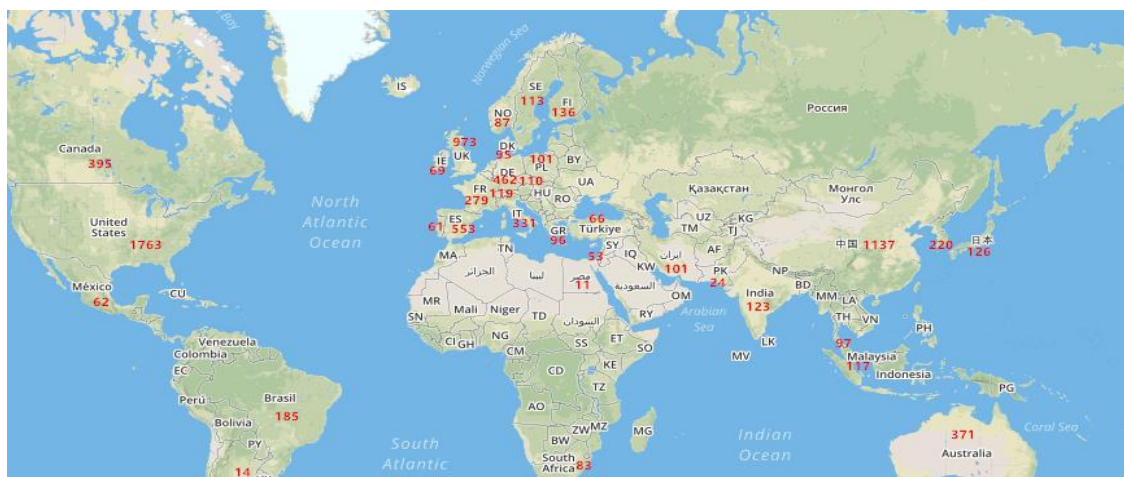 Bay
Norwegian Sea
IS
SE
113
FI
136
NO
87
Россия
Canada
395
973
UK
IE
69
DK
95
101
PL
BY
DE
462
110
UA
FR
279
119
HU
RO
Қазақстан
Монгол
Улс
North
Atlantic
Ocean
United
States
1763
61
ES
553
IT
331
GR
96
66
Türkiye
UZ
KG
TM
TJ
中国
1137
220
日本
126
MA
TN
53
SY
IQ
ایران
101
AF
PK
24
NP
BD
México
62
CU
الجزائر
ليبيا
مصر
11
KW
السعودية
OM
Arabian
Sea
India
123
MM
LA
TH
VN
PH
MR
Mali
Niger
TD
السودان
RY
SN
CI
GH
NG
CM
SS
ET
SO
LK
MV
97
Malaysia
117
Indonesia
PG
Venezuela
Colombia
EC
Perú
Brasil
185
Bolivia
PY
14
CD
KE
TZ
AO
ZW
MZ
BW
MG
South
Africa
83
South
Atlantic
Indian
Ocean
Coral Sea
371
Australia